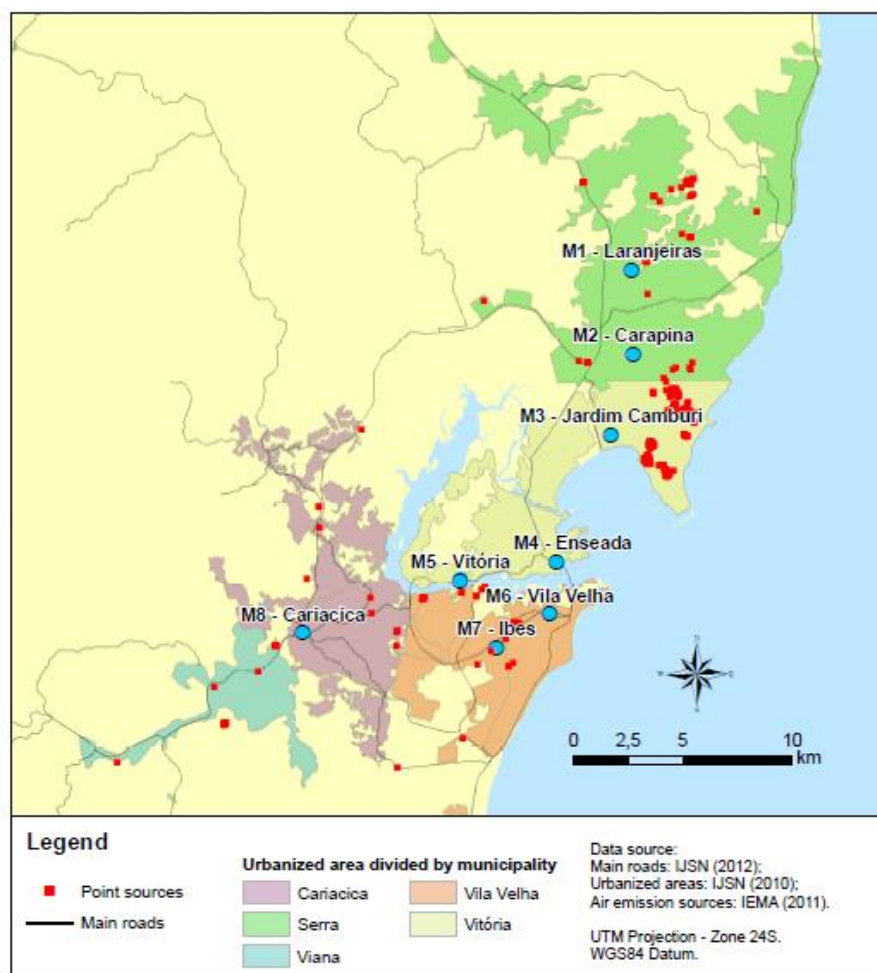 M1 - Laranjeiras
M2 - Carapina
M3 - Jardim Camburi
M4 - Enseada
M5 - Vitória
M6 - Vila Velha
M8 - Cariacica
M7 - Ibes
0 2,5 5 10
km
Legend
Point sources
Main roads
Urbanized area divided by municipality
Cariacica
Serra
Viana
Vila Velha
Vitória
Data source:
Main roads: IJSN (2012);
Urbanized areas: IJSN (2010);
Air emission sources: IEMA (2011).
UTM Projection - Zone 24S.
WGS84 Datum.